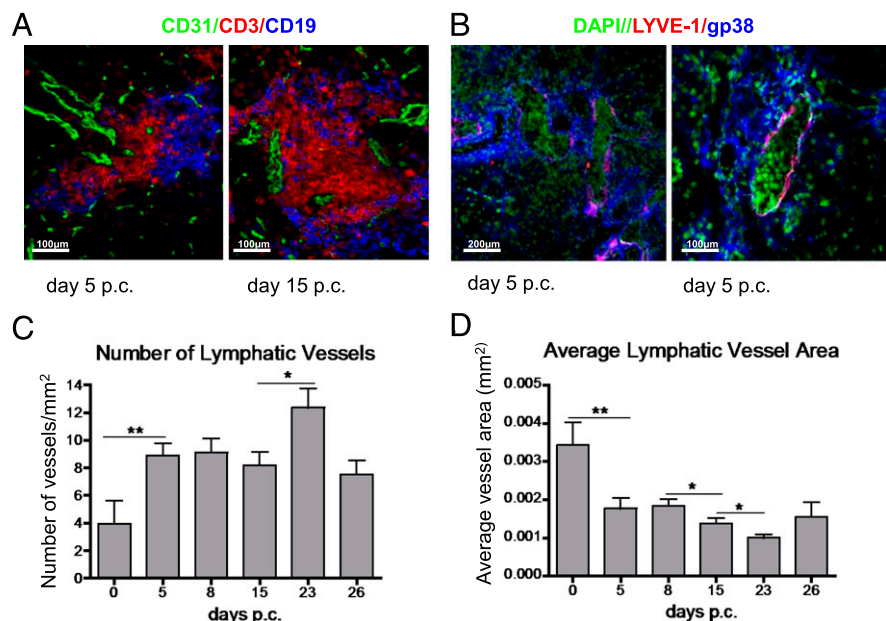 A
CD31/CD3/CD19
100µm
100µm
day 5 p.c.
day 15 p.c.
B
DAPI//LYVE-1/gp38
200µm
100µm
day 5 p.c.
day 5 p.c.
C
Number of Lymphatic Vessels
Number of vessels/mm²
14
12
10
8
6
4
2
0
**
*
0 5 8 15 23 26
days p.c.
D
Average Lymphatic Vessel Area
Average vessel area (mm²)
0.005
0.004
0.003
0.002
0.001
0.000
**
*
*
0 5 8 15 23 26
days p.c.